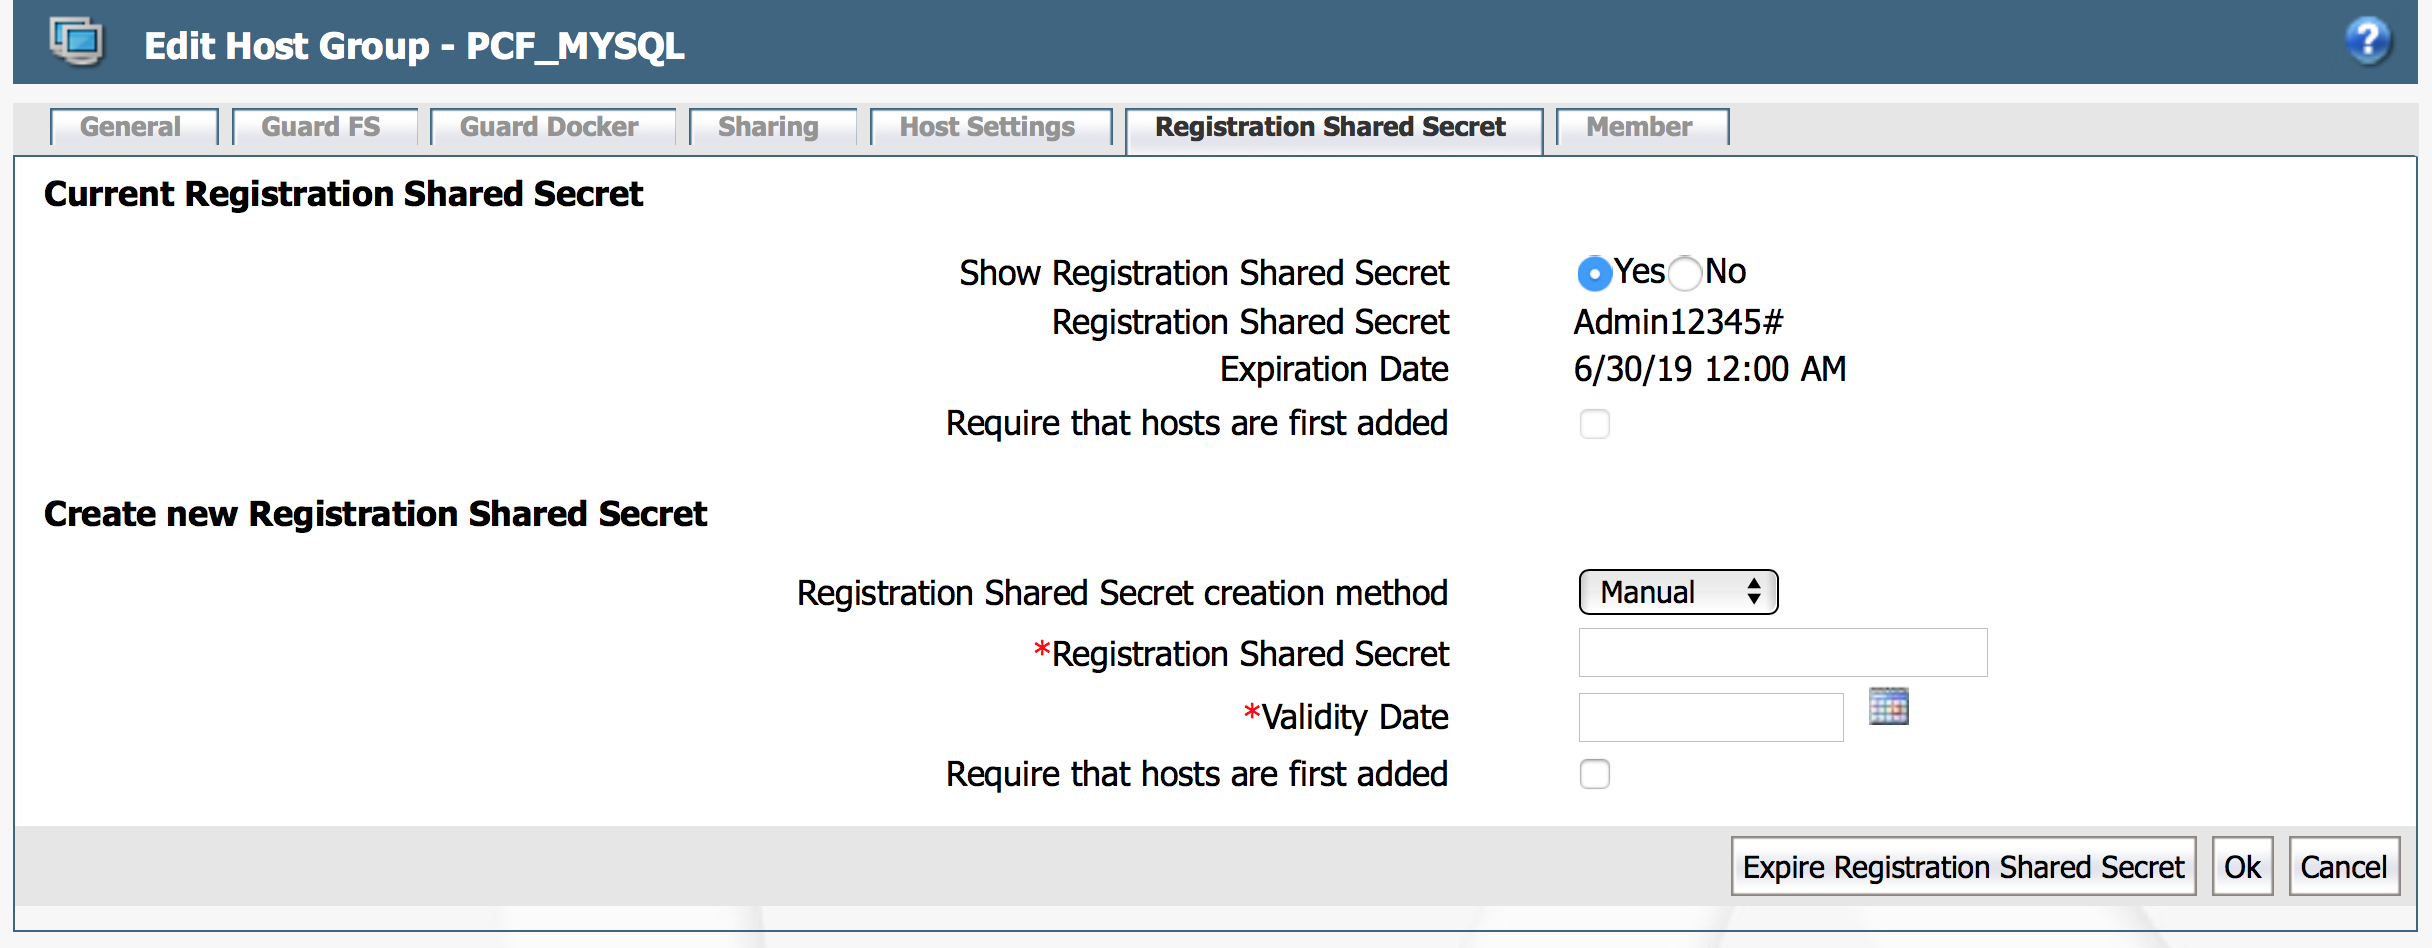 Edit Host Group - PCF_MYSQL
?
General Guard FS Guard Docker Sharing Host Settings Registration Shared Secret Member
Current Registration Shared Secret
Show Registration Shared Secret Yes No
Registration Shared Secret Admin12345#
Expiration Date 6/30/19 12:00 AM
Require that hosts are first added
Create new Registration Shared Secret
Registration Shared Secret creation method Manual
*Registration Shared Secret
*Validity Date
Require that hosts are first added
Expire Registration Shared Secret Ok Cancel